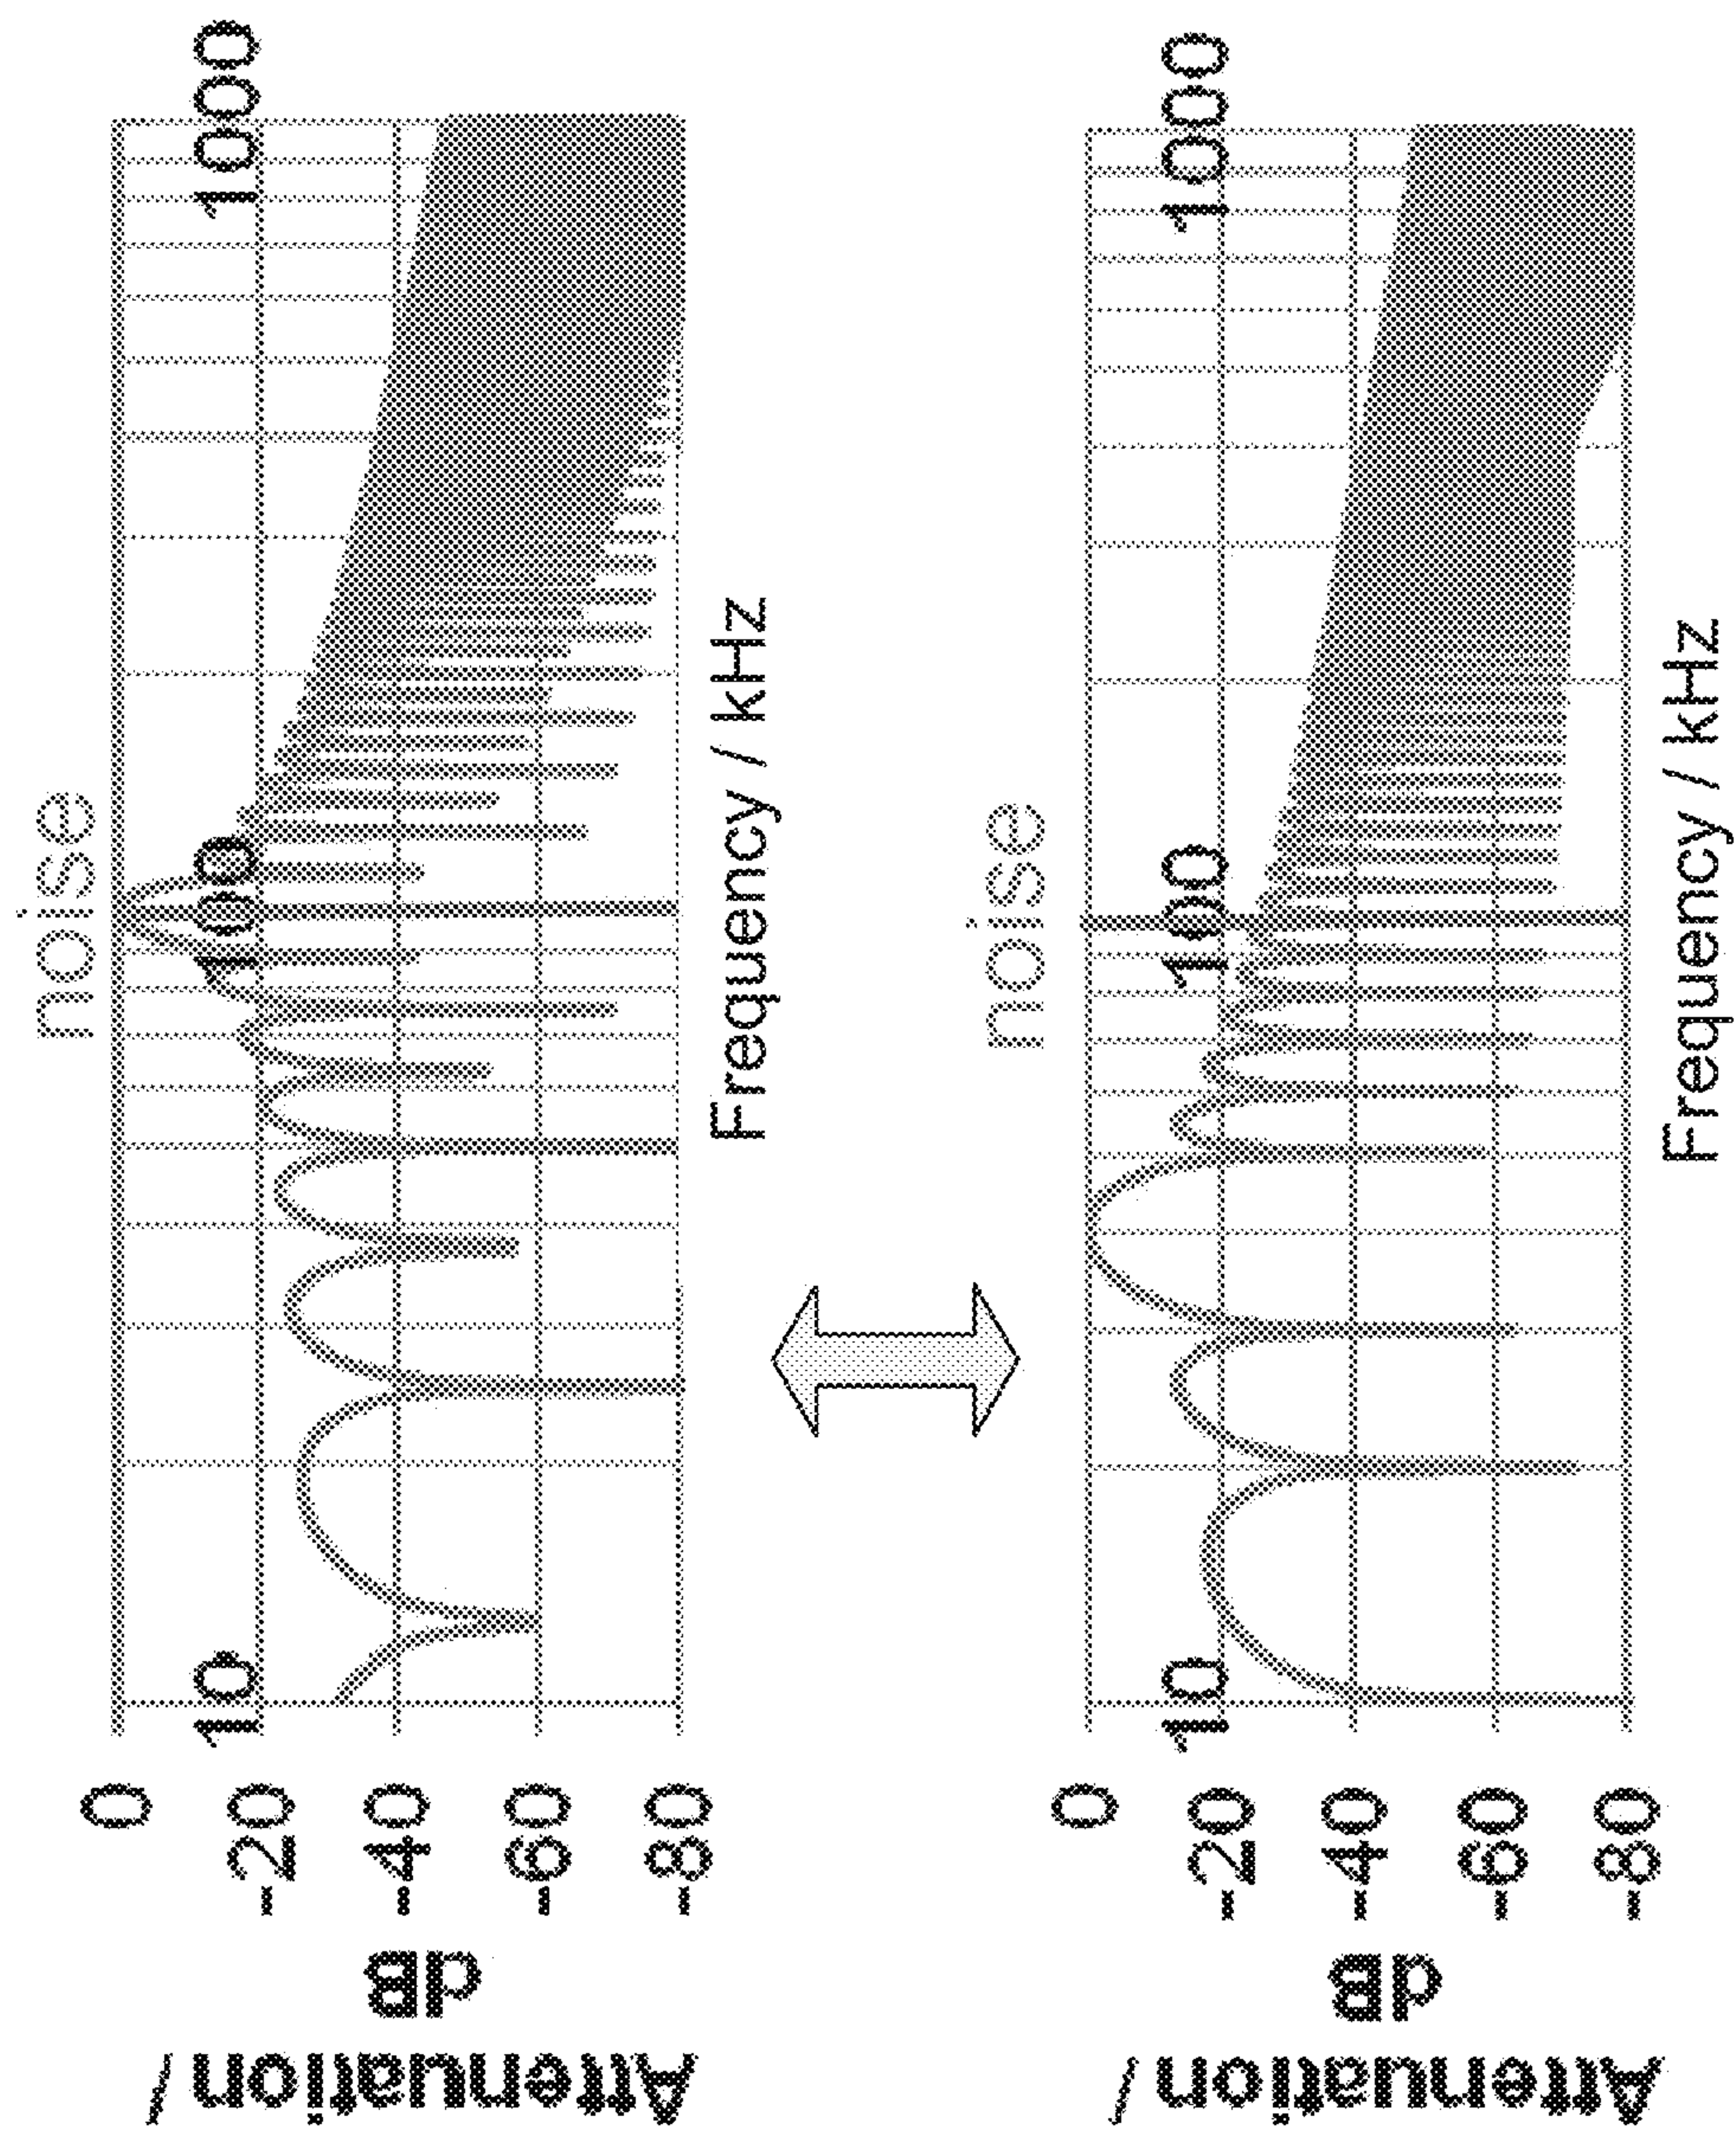 noise
Attenuation /
dB
0
-20
-40
-60
-80
10
100
1000
Frequency / kHz
noise
Attenuation /
dB
0
-20
-40
-60
-80
10
100
1000
Frequency / kHz